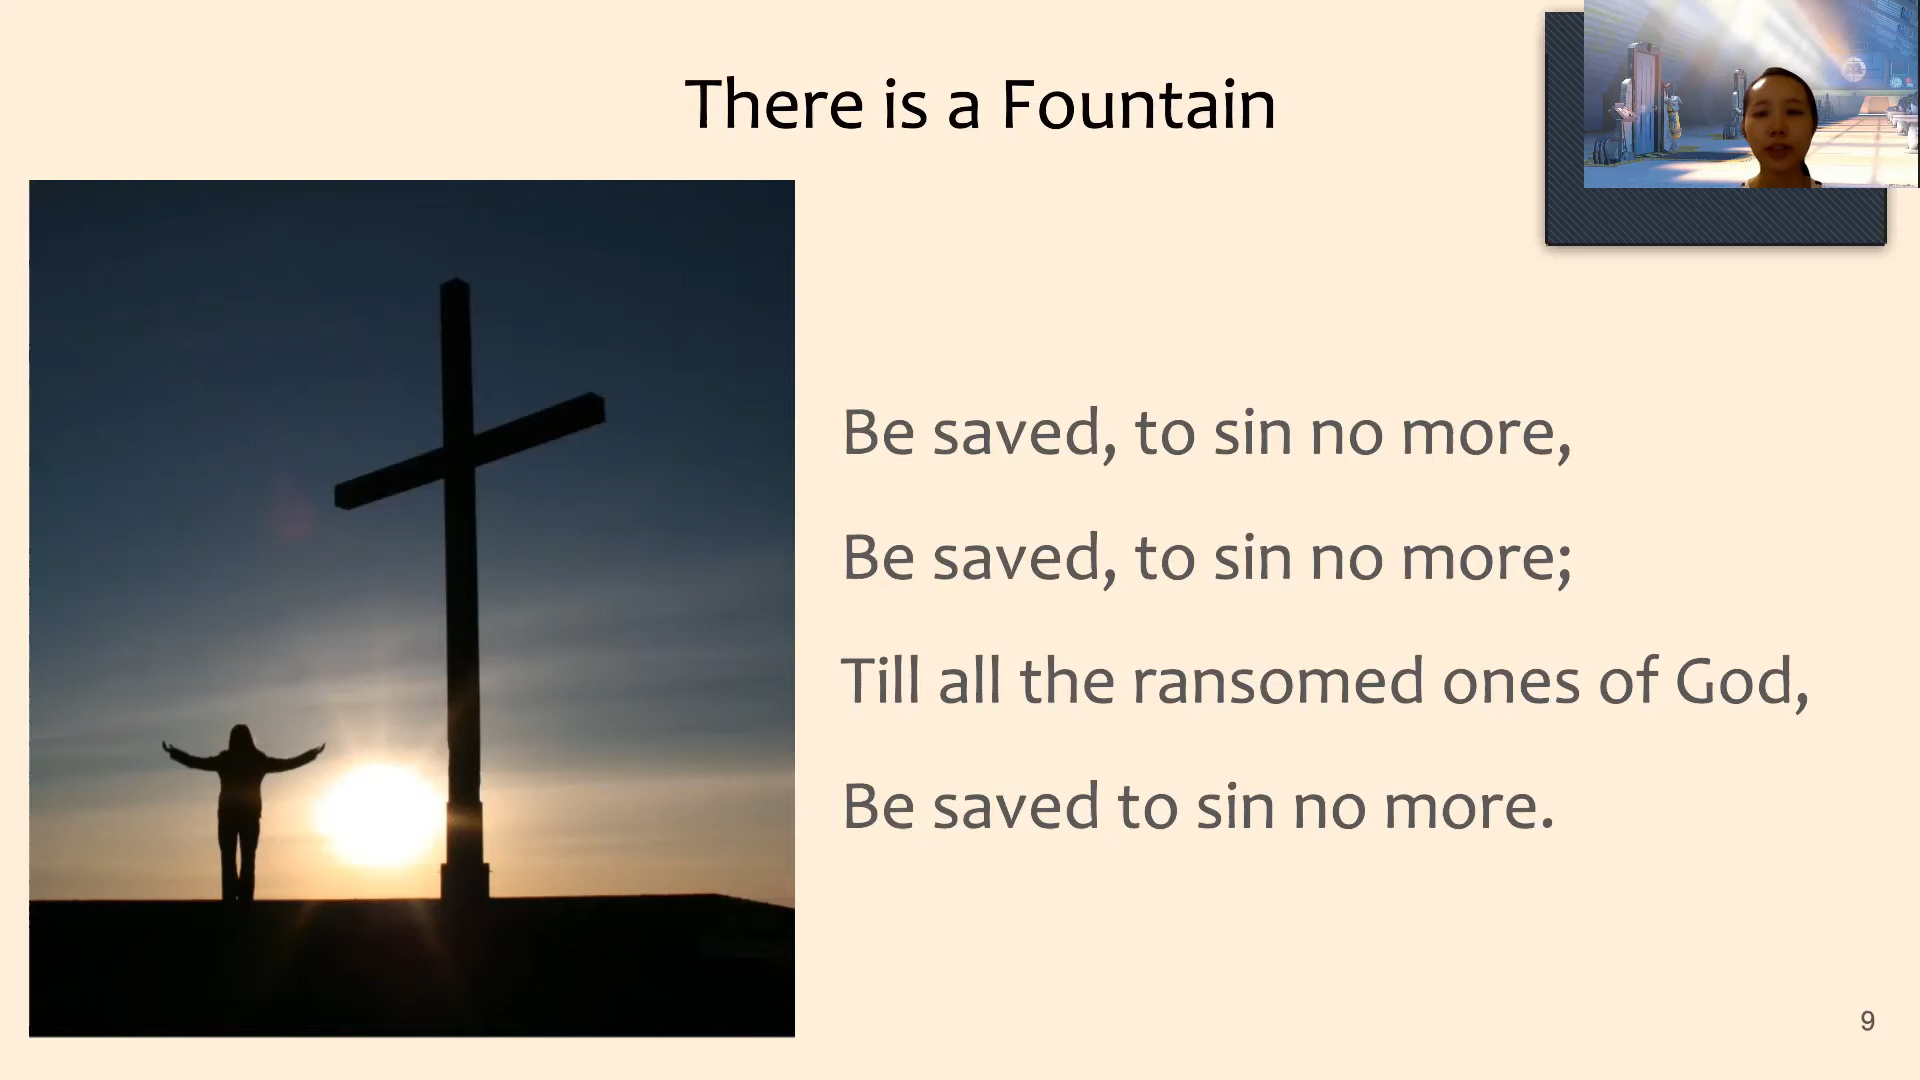 There is a Fountain
Be saved, to sin no more,
Be saved, to sin no more;
Till all the ransomed ones of God,
Be saved to sin no more.
9